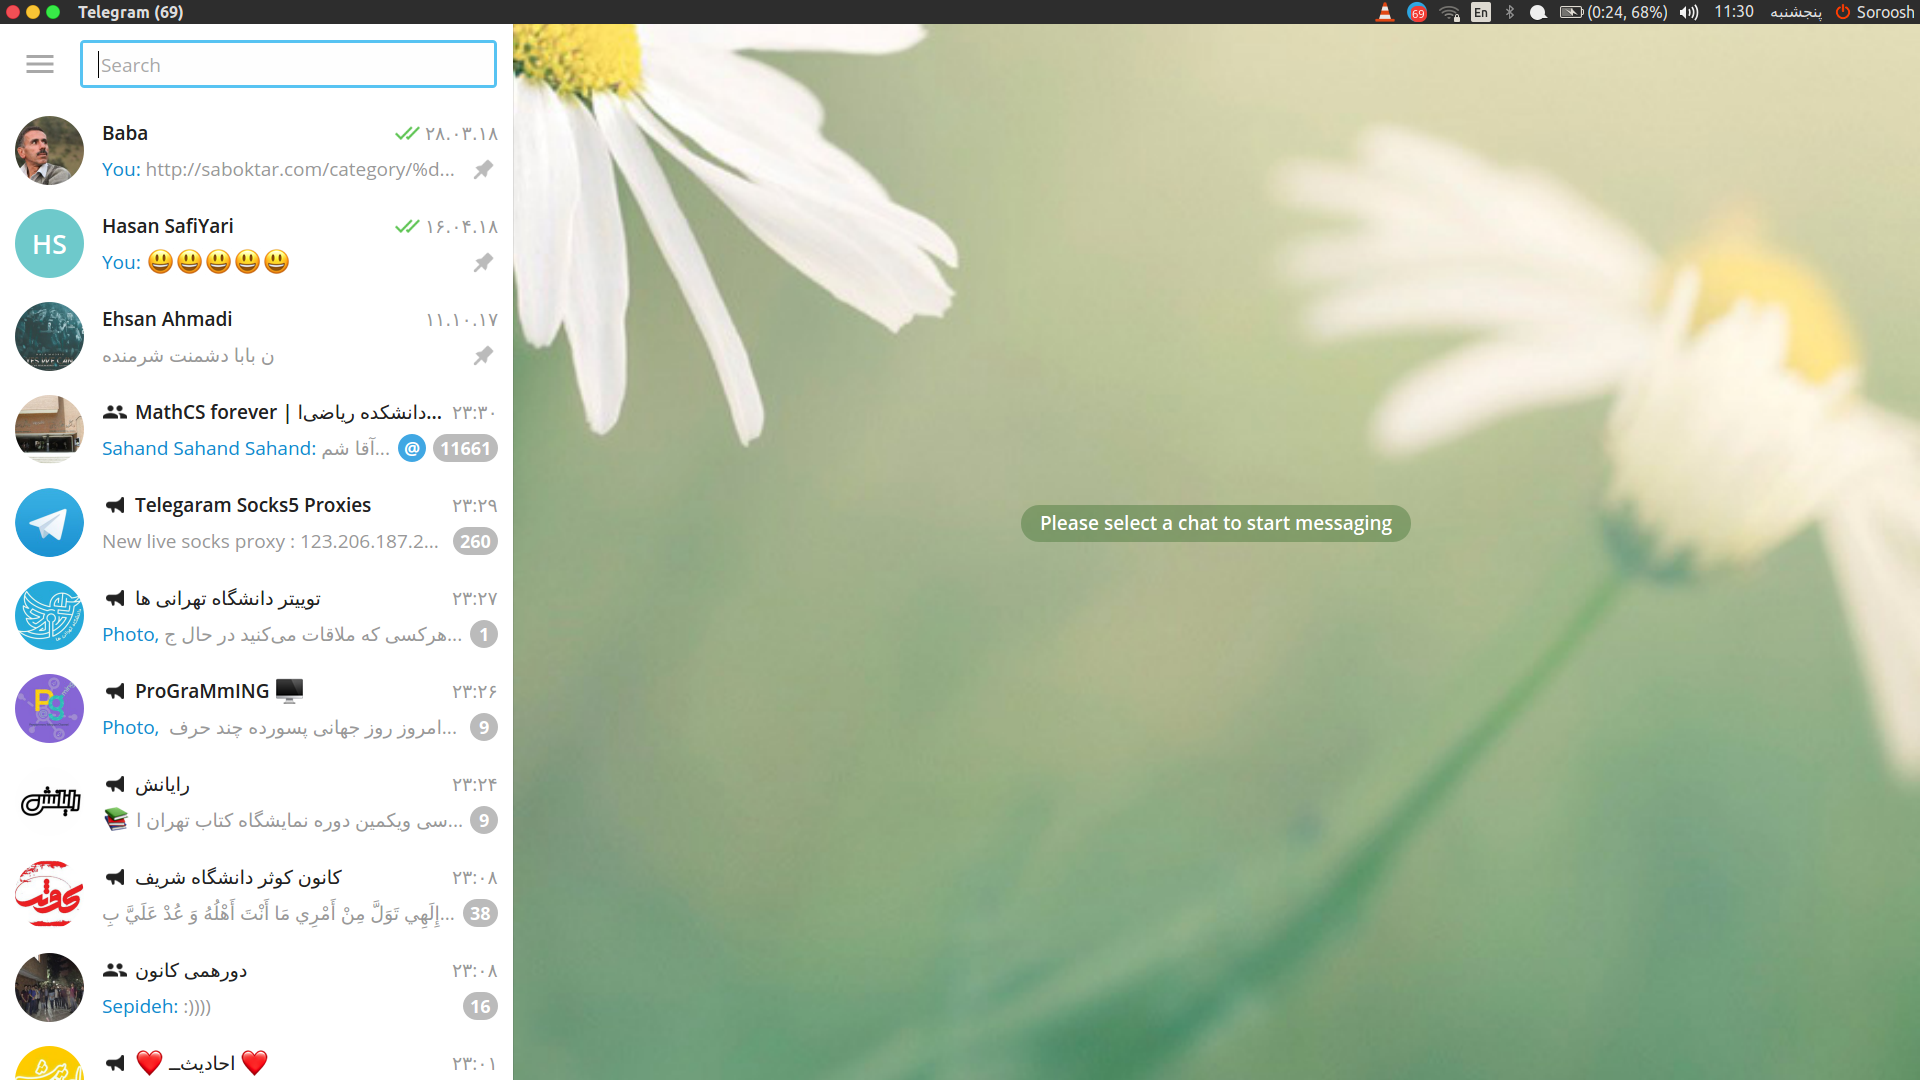 Telegram (69)
69
En
(0:24, 68%)
11:30
پنجشنبه
Soroosh
Search
Baba
۲۸.۰۳.۱۸
You: http://saboktar.com/category/%d...
HS
Hasan SafiYari
۱۶.۰۴.۱۸
You: 😃😃😃😃😃
Ehsan Ahmadi
۱۱.۱۰.۱۷
ن بابا دشمنت شرمنده
MathCS forever | دانشکده ریاضی‌ا...
۲۳:۳۰
Sahand Sahand Sahand: آقا شم...
@
11661
Telegaram Socks5 Proxies
۲۳:۲۹
New live socks proxy : 123.206.187.2...
260
توییتر دانشگاه تهرانی ها
۲۳:۲۷
Photo, هرکسی که ملاقات می‌کنید در حال ج...
1
Pg
ProGraMmING 🖥
۲۳:۲۶
Photo, امروز روز جهانی پسورده چند حرف...
9
رایانش
رایانش
۲۳:۲۴
📚 سی ویکمین دوره نمایشگاه کتاب تهران ا...
9
کانون کوثر دانشگاه شریف
۲۳:۰۸
إِلَهِي تَوَلَّ مِنْ أَمْرِي مَا أَنْتَ أَهْلُهُ وَ عُدْ عَلَيَّ بِ...
38
دورهمی کانون
۲۳:۰۸
Sepideh: :))))
16
❤️ احادیث‌ــ ❤️
۲۳:۰۱
Please select a chat to start messaging